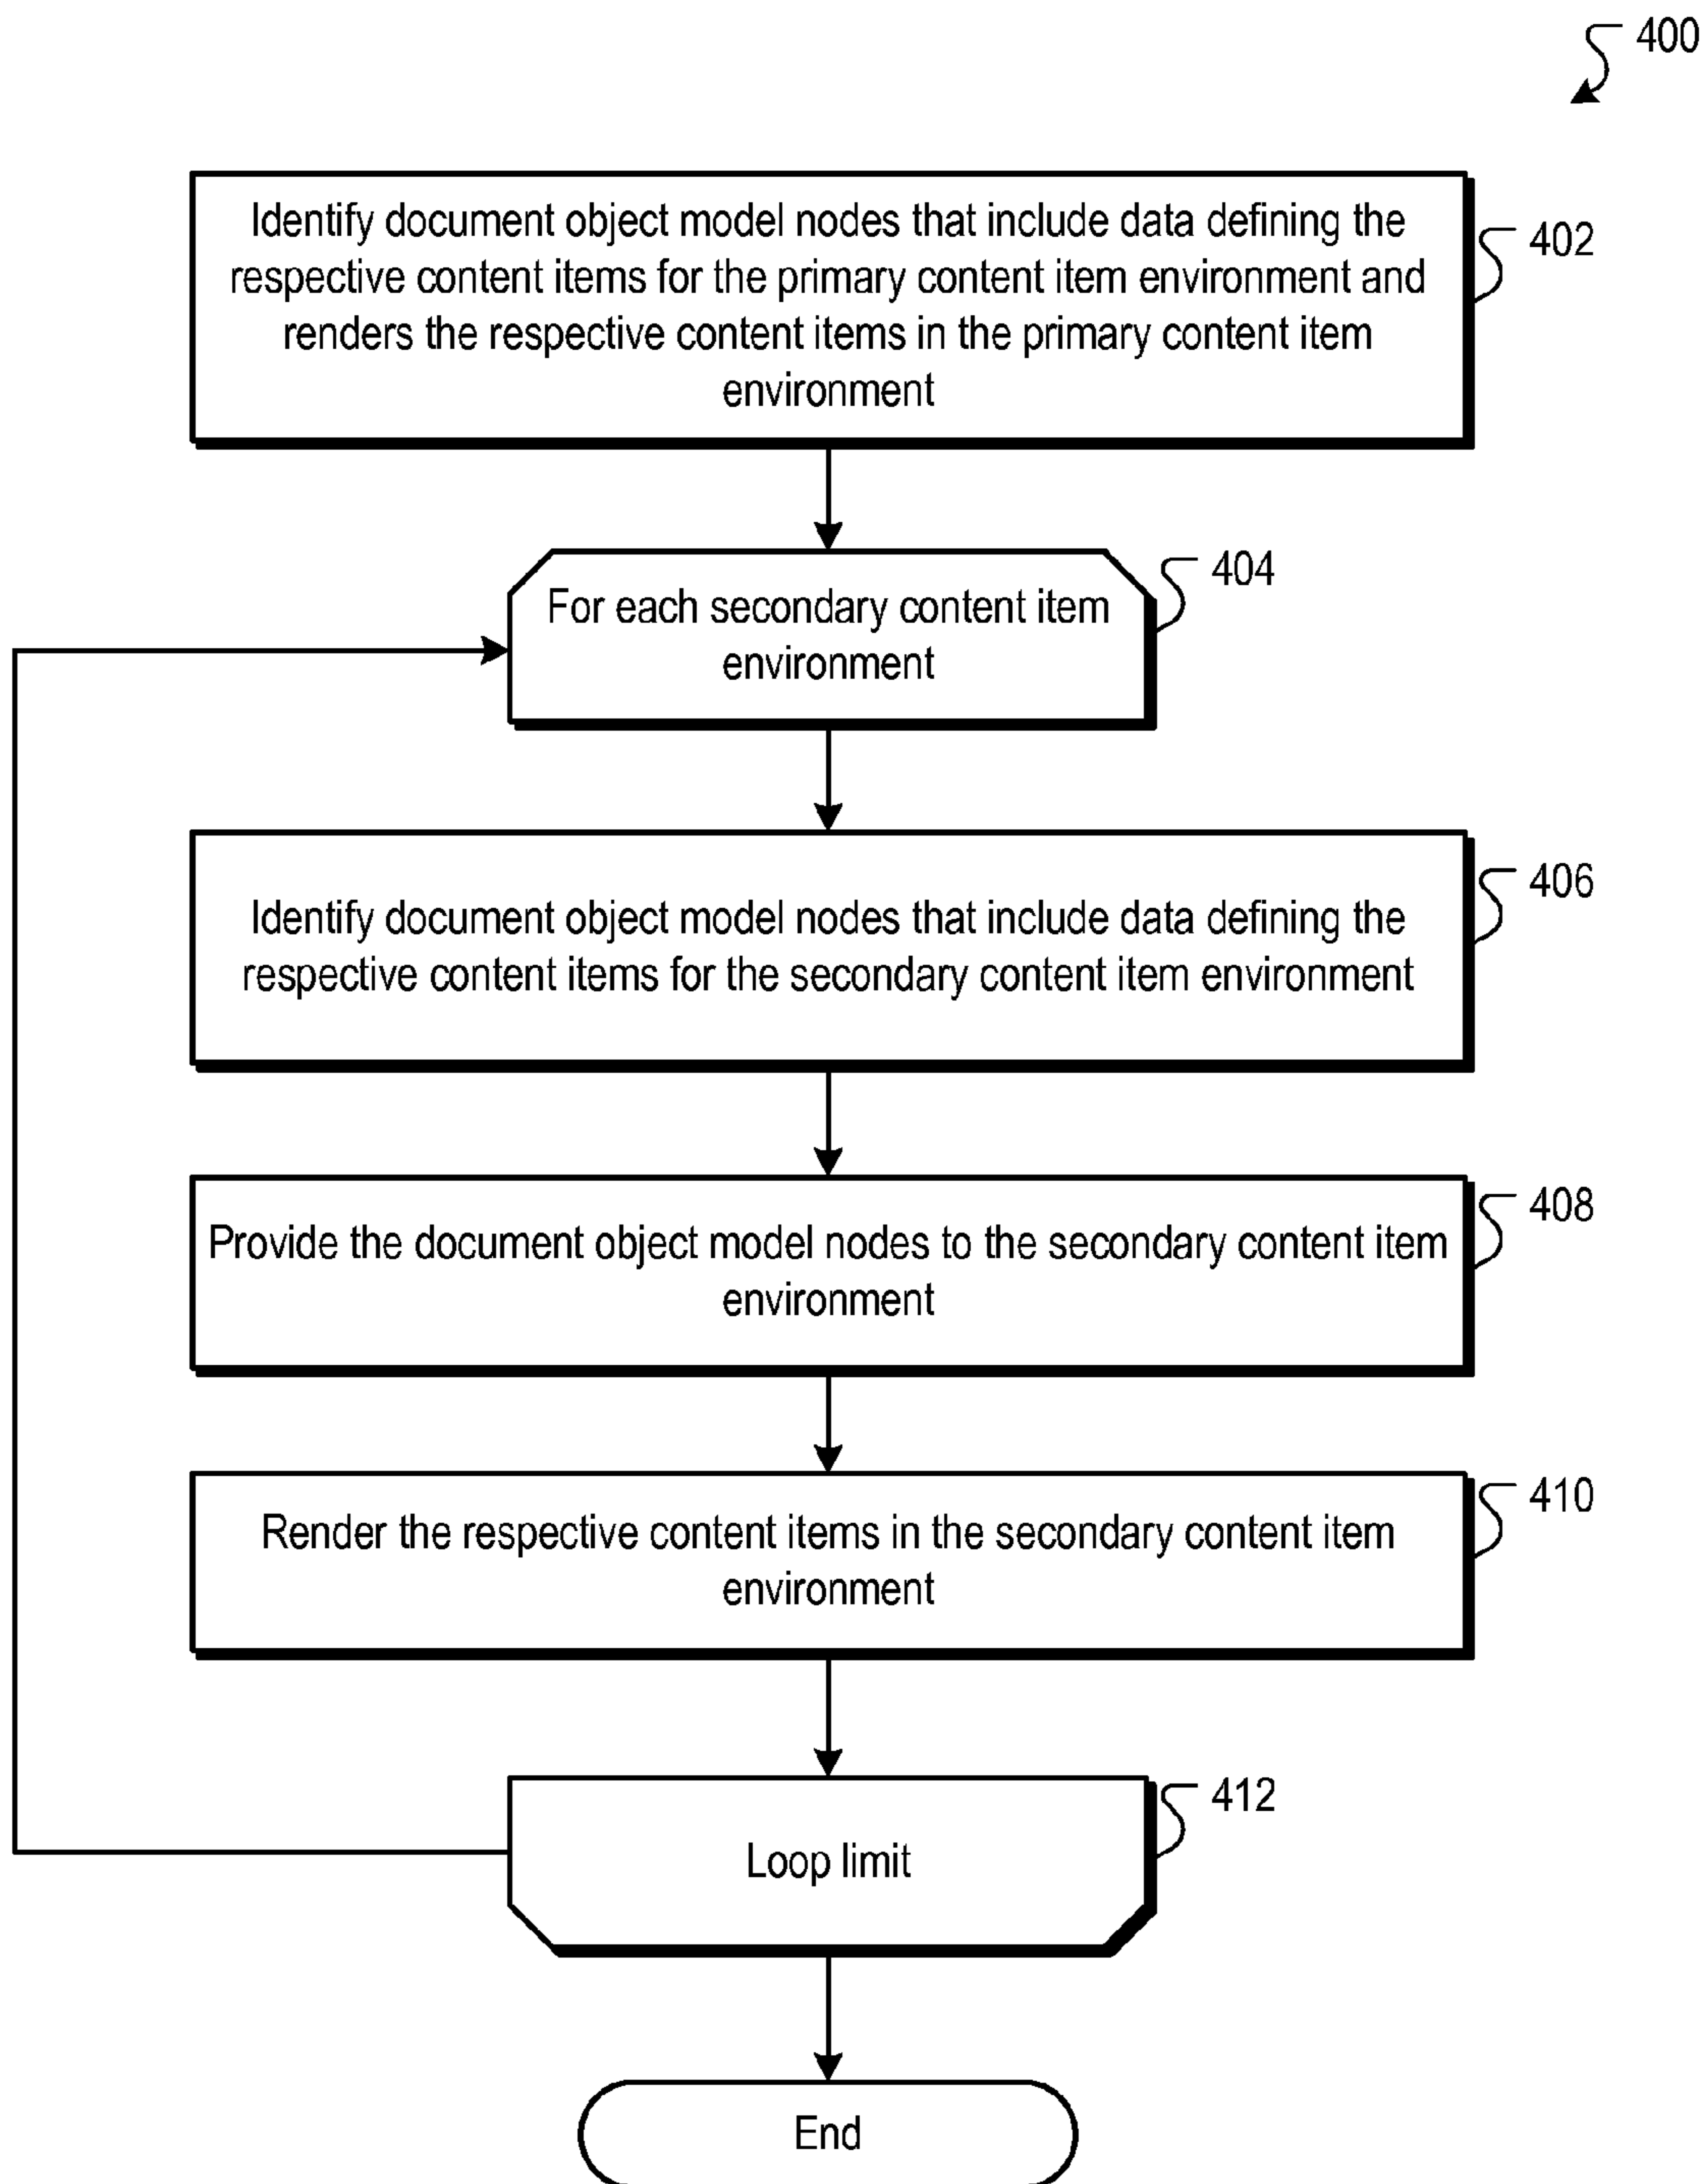 400
Identify document object model nodes that include data defining the
respective content items for the primary content item environment and
renders the respective content items in the primary content item
environment
402
For each secondary content item
environment
404
Identify document object model nodes that include data defining the
respective content items for the secondary content item environment
406
Provide the document object model nodes to the secondary content item
environment
408
Render the respective content items in the secondary content item
environment
410
Loop limit
412
End